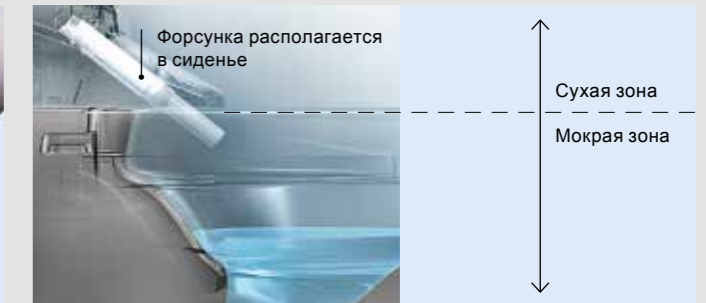 Форсунка располагается
в сиденье
Сухая зона
Мокрая зона